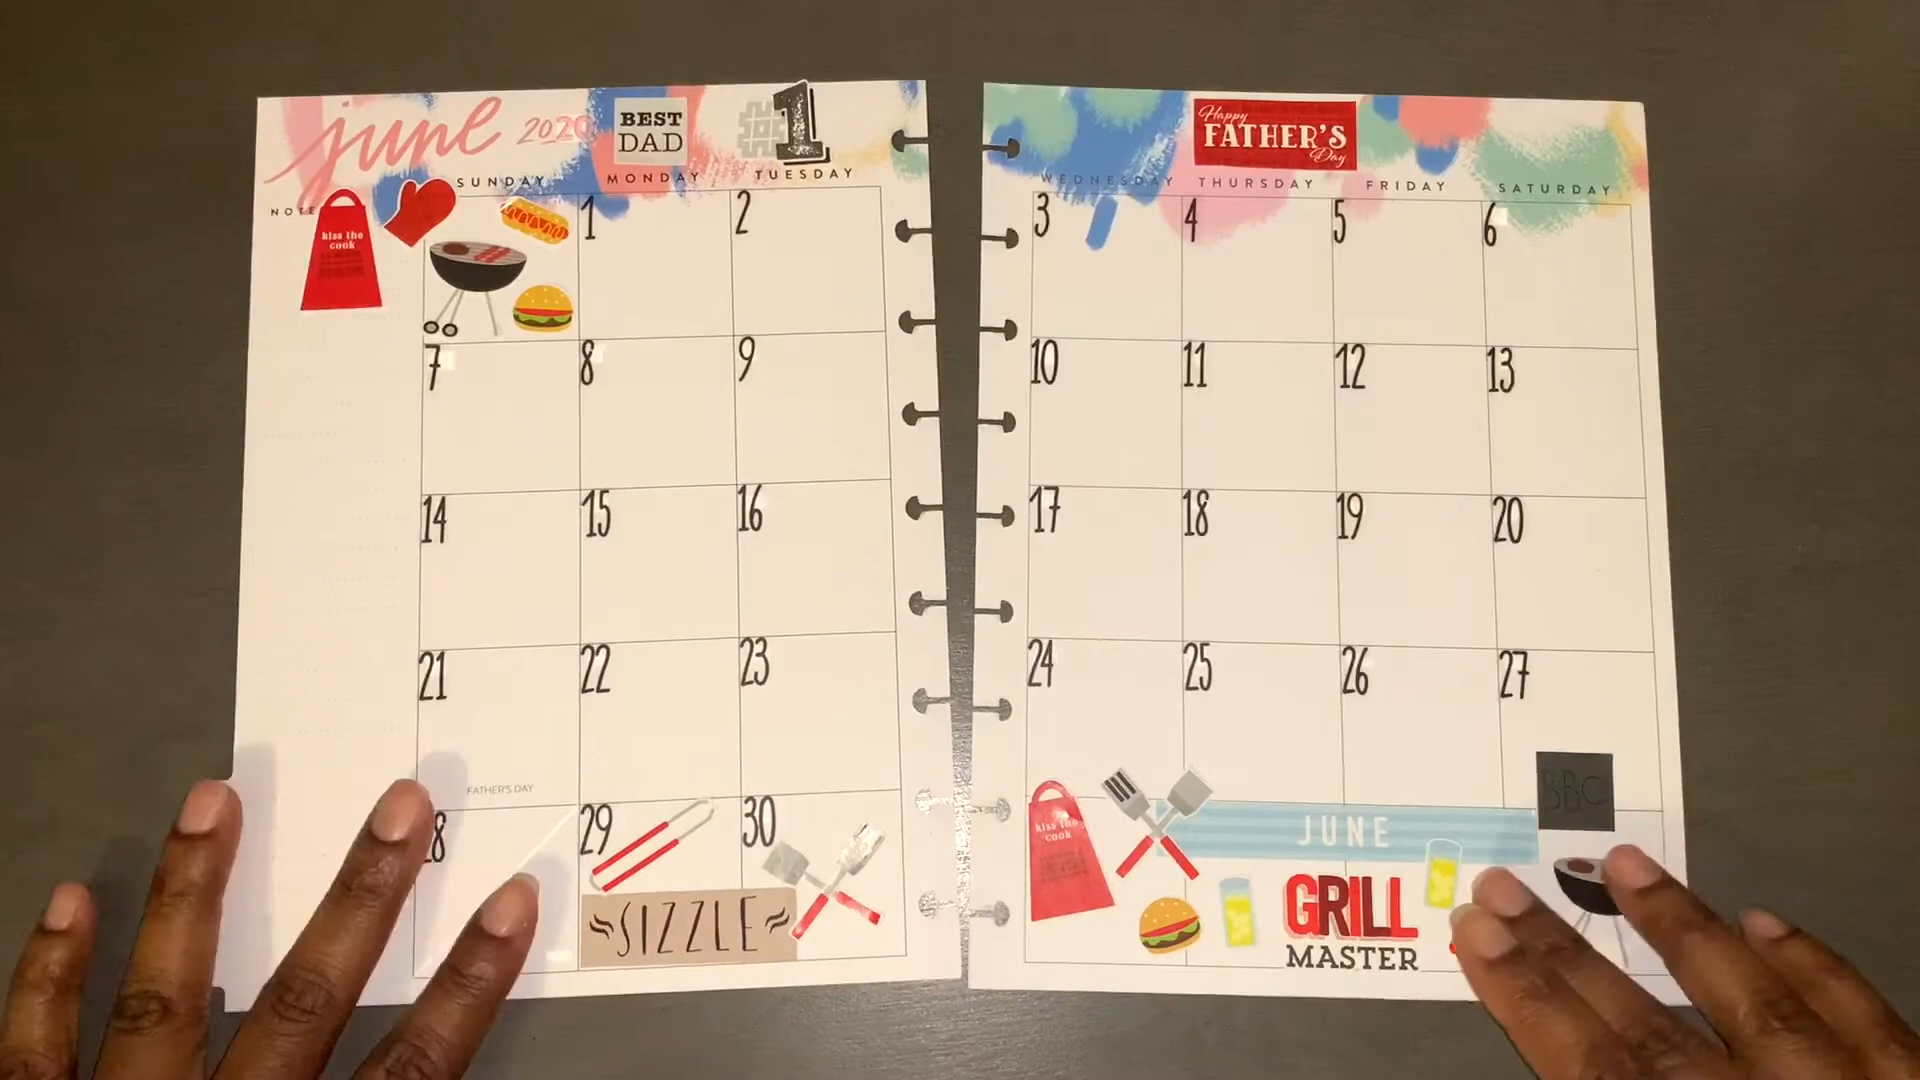 june 2020
BEST
DAD
#1
Happy
FATHER'S
Day
SUNDAY MONDAY TUESDAY
WEDNESDAY THURSDAY FRIDAY SATURDAY
NOTE
kiss the
cook
1 2
3 4 5 6
7 8 9
10 11 12 13
14 15 16
17 18 19 20
21 22 23
24 25 26 27
FATHER'S DAY
29 30
SIZZLE
kiss the
cook
JUNE
GRILL
MASTER